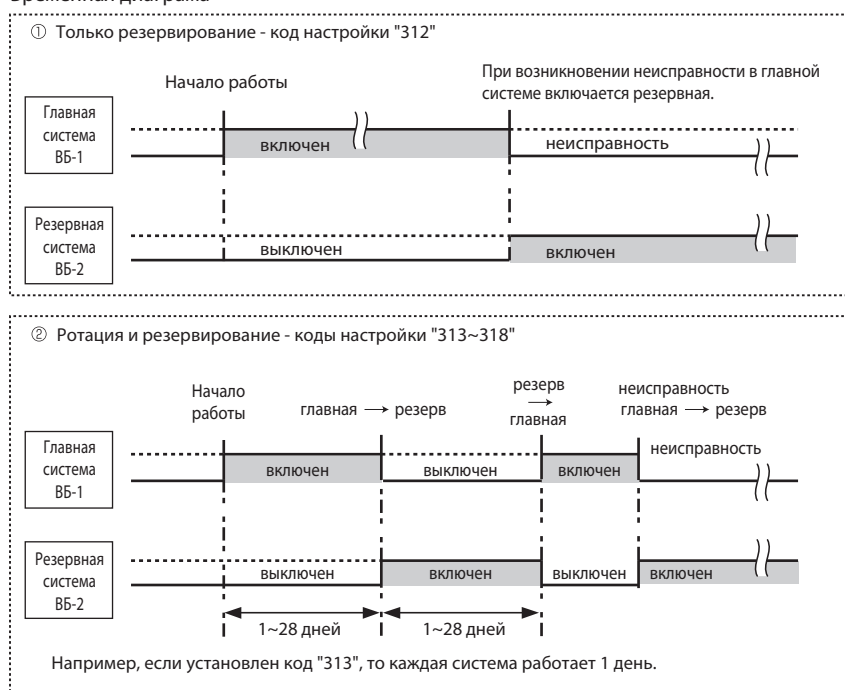 ① Только резервирование - код настройки "312"
Начало работы
При возникновении неисправности в главной
системе включается резервная.
Главная
система
ВБ-1
включен
неисправность
Резервная
система
ВБ-2
выключен
включен
② Ротация и резервирование - коды настройки "313~318"
Начало
работы
главная → резерв
резерв
→
главная
неисправность
главная → резерв
Главная
система
ВБ-1
включен
выключен
включен
неисправность
Резервная
система
ВБ-2
выключен
включен
выключен
включен
1~28 дней
1~28 дней
Например, если установлен код "313", то каждая система работает 1 день.